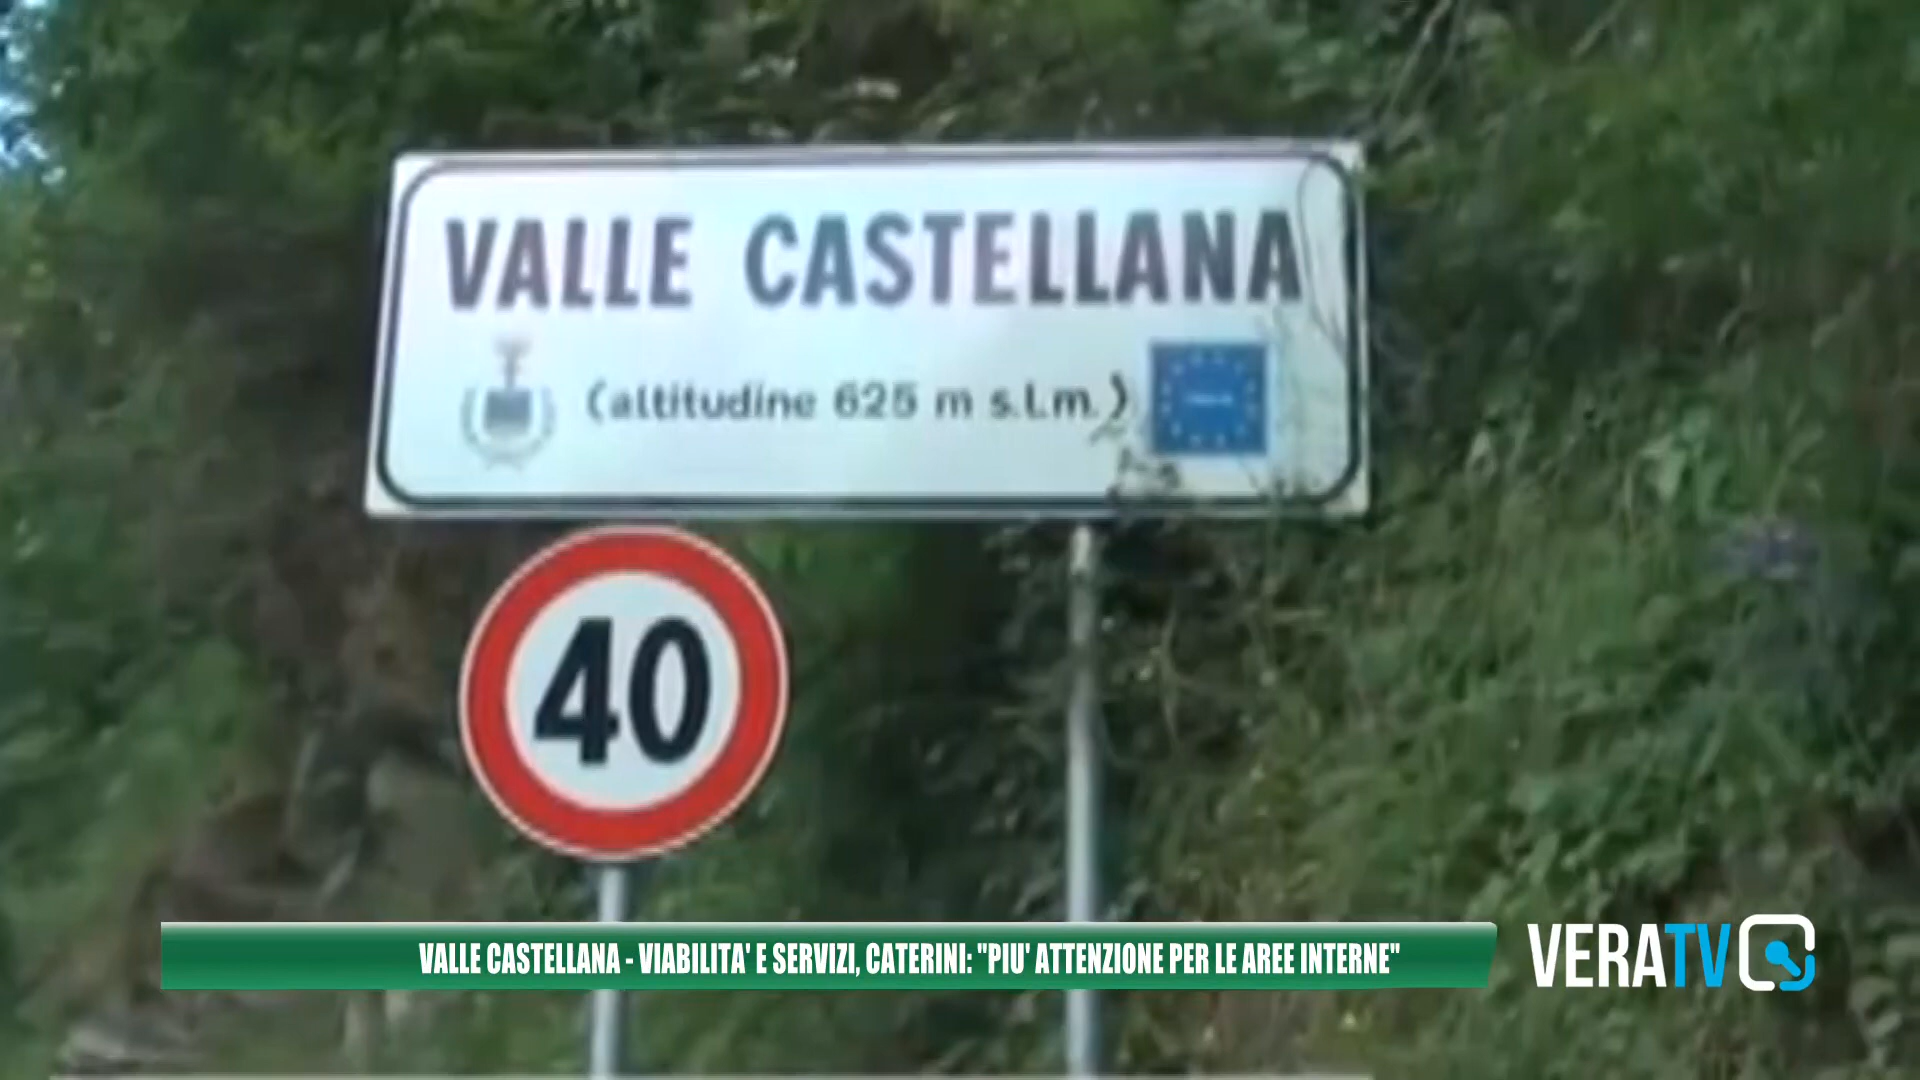 VALLE CASTELLANA
(altitudine 625 m s.l.m.)
40
VALLE CASTELLANA - VIABILITA' E SERVIZI, CATERINI: "PIU' ATTENZIONE PER LE AREE INTERNE"
VERATV